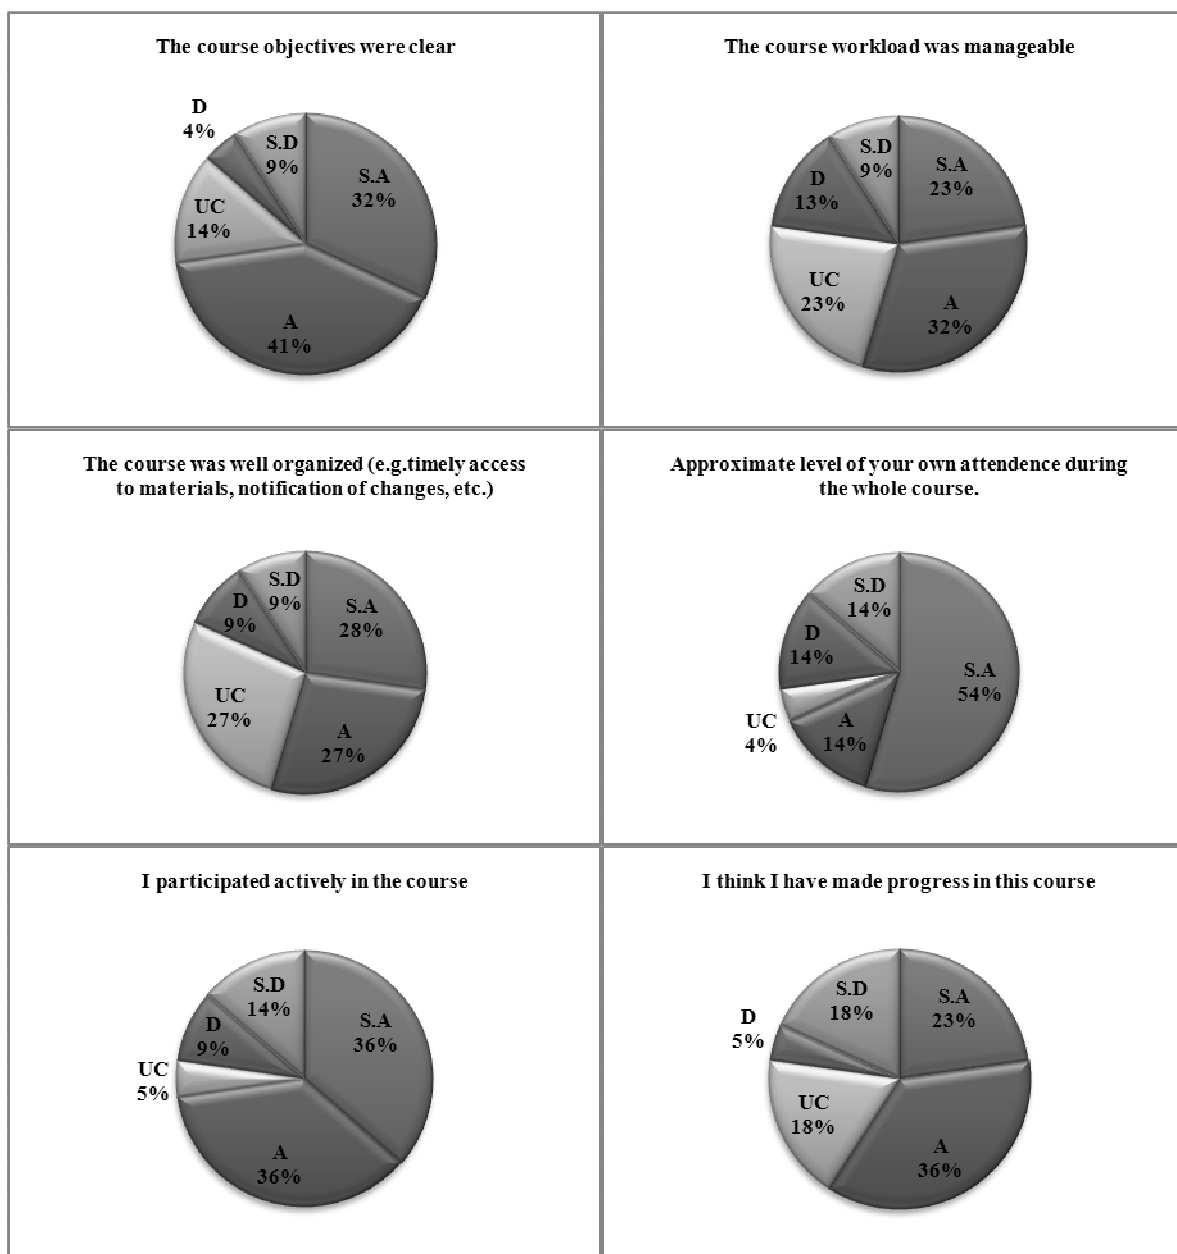 The course objectives were clear
D
4%
S.D
9%
S.A
32%
UC
14%
A
41%
The course workload was manageable
S.D
9%
S.A
23%
D
13%
UC
23%
A
32%
The course was well organized (e.g.timely access
to materials, notification of changes, etc.)
S.D
9%
D
9%
S.A
28%
UC
27%
A
27%
Approximate level of your own attendence during
the whole course.
S.D
14%
D
14%
S.A
54%
UC
4%
A
14%
I participated actively in the course
S.D
14%
D
9%
S.A
36%
UC
5%
A
36%
I think I have made progress in this course
S.D
18%
S.A
23%
D
5%
UC
18%
A
36%